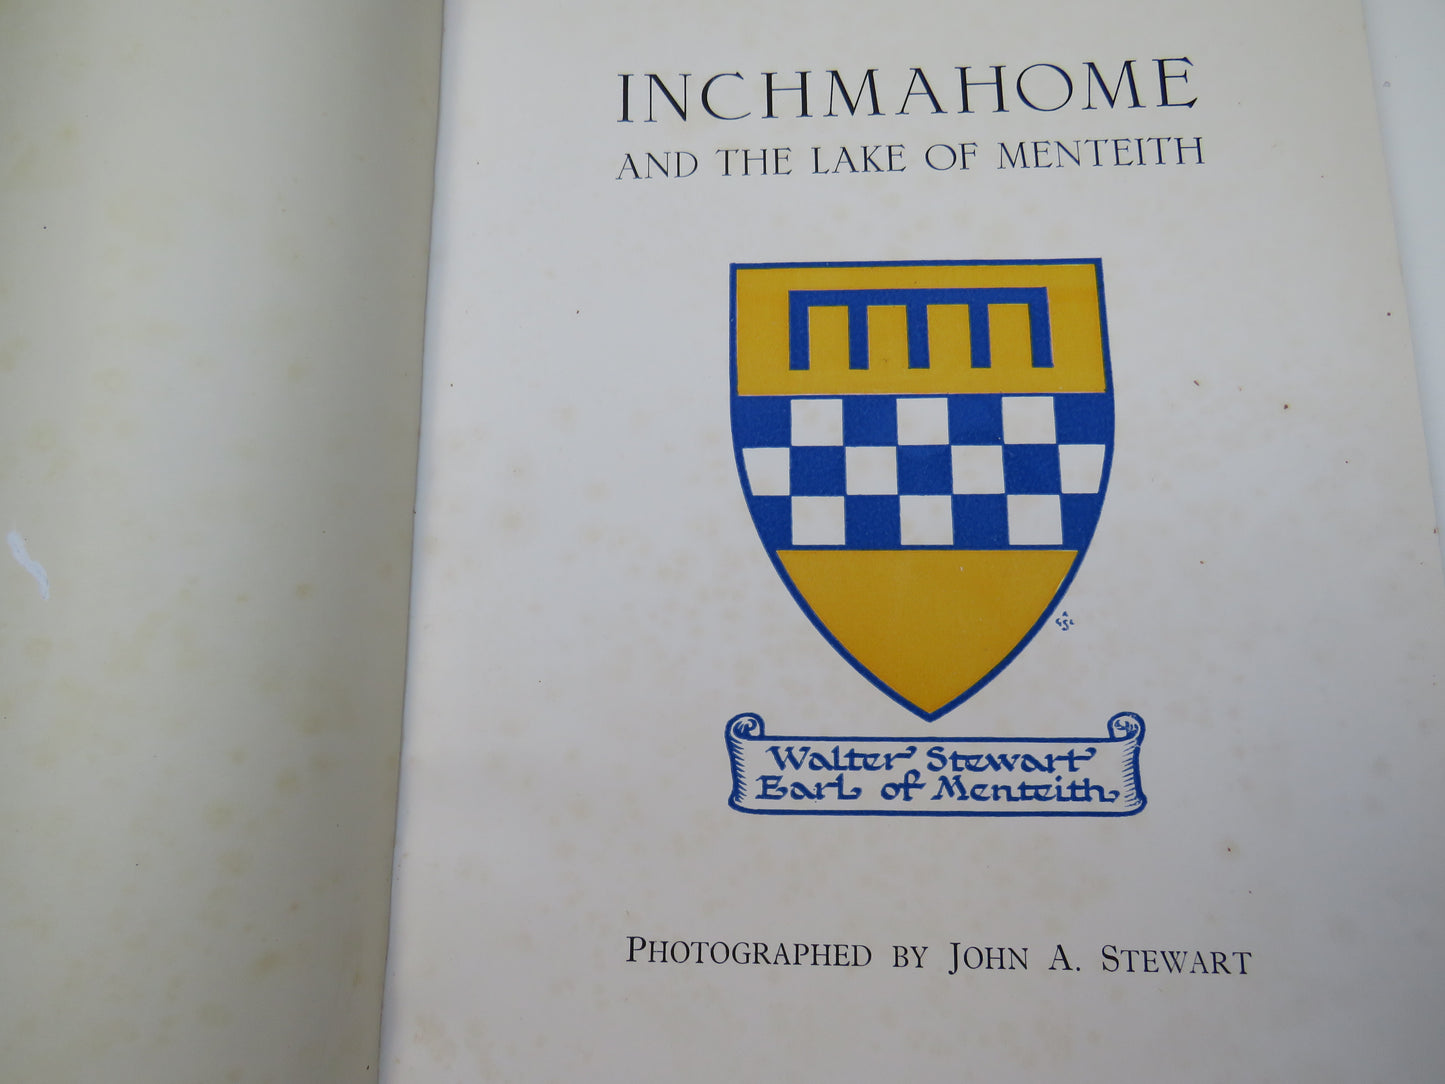 INCHMAHOME
AND THE LAKE OF MENTEITH
Walter Stewart
Earl of Menteith
PHOTOGRAPHED BY JOHN A. STEWART